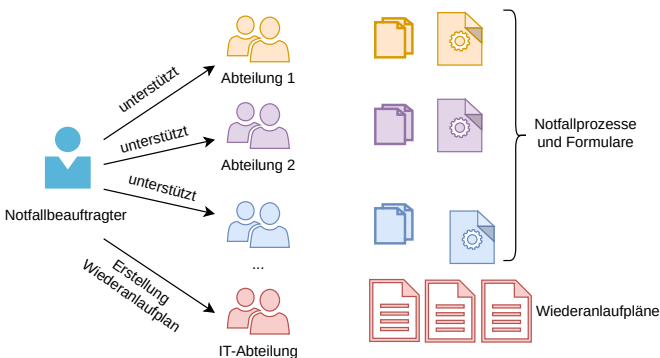 unterstützt
Abteilung 1
unterstützt
Abteilung 2
Notfallprozesse
und Formulare
unterstützt
Notfallbeauftragter
...
Erstellung
Wiederanlaufplan
Wiederanlaufpläne
IT-Abteilung